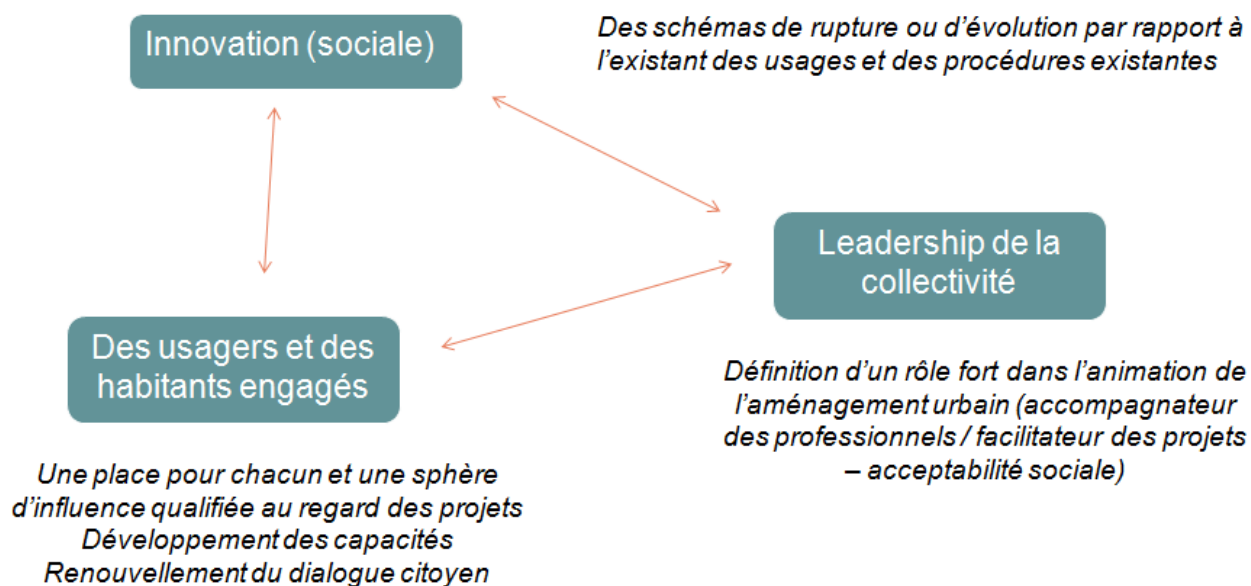 Innovation (sociale)
Des schémas de rupture ou d’évolution par rapport à
l’existant des usages et des procédures existantes
Leadership de la
collectivité
Des usagers et des
habitants engagés
Définition d’un rôle fort dans l’animation de
l’aménagement urbain (accompagnateur
des professionnels / facilitateur des projets
– acceptabilité sociale)
Une place pour chacun et une sphère
d’influence qualifiée au regard des projets
Développement des capacités
Renouvellement du dialogue citoyen